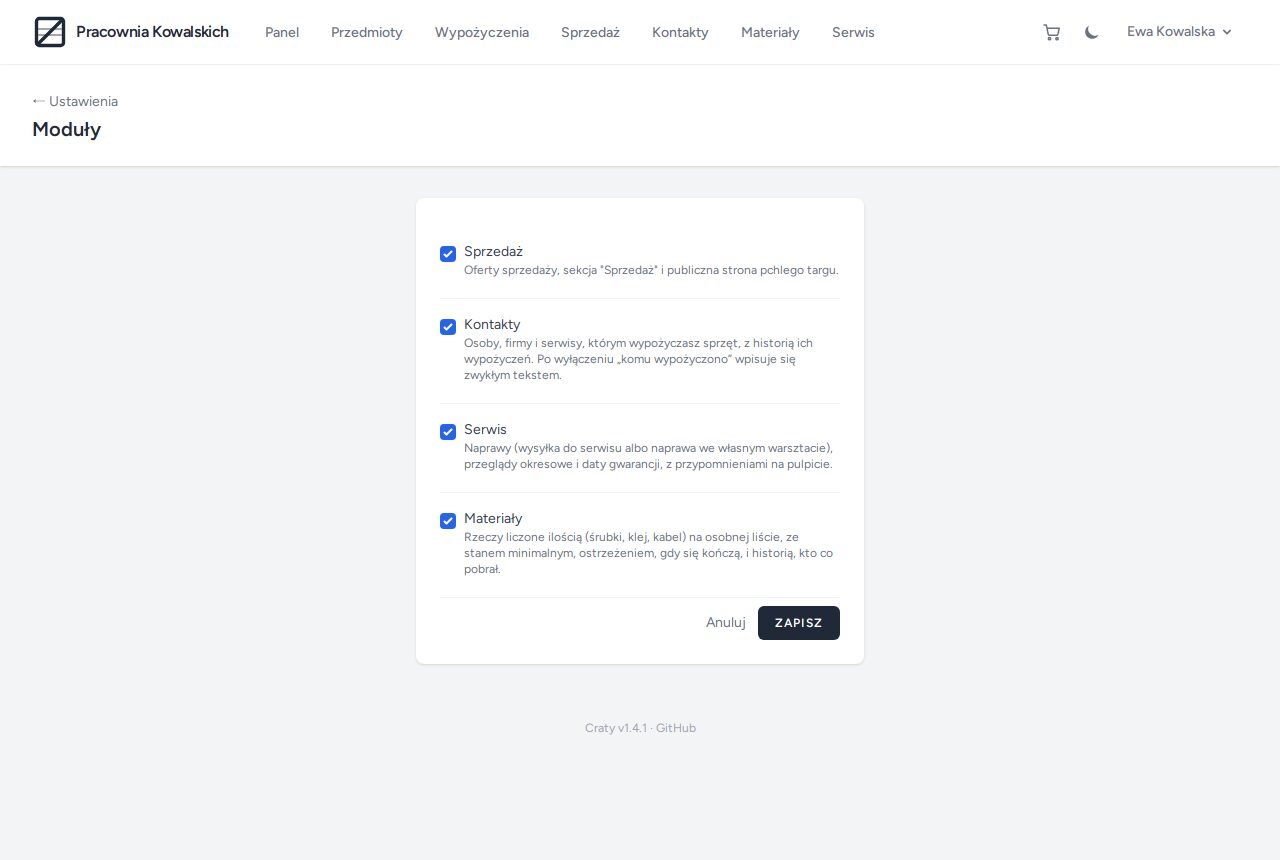 Pracownia Kowalskich
Panel
Przedmioty
Wypożyczenia
Sprzedaż
Kontakty
Materiały
Serwis
Ewa Kowalska
← Ustawienia
Moduły
Sprzedaż
Oferty sprzedaży, sekcja "Sprzedaż" i publiczna strona pchlego targu.
Kontakty
Osoby, firmy i serwisy, którym wypożyczasz sprzęt, z historią ich
wypożyczeń. Po wyłączeniu „komu wypożyczono” wpisuje się
zwykłym tekstem.
Serwis
Naprawy (wysyłka do serwisu albo naprawa we własnym warsztacie),
przeglądy okresowe i daty gwarancji, z przypomnieniami na pulpicie.
Materiały
Rzeczy liczone ilością (śrubki, klej, kabel) na osobnej liście, ze
stanem minimalnym, ostrzeżeniem, gdy się kończą, i historią, kto co
pobrał.
Anuluj
ZAPISZ
Craty v1.4.1 · GitHub